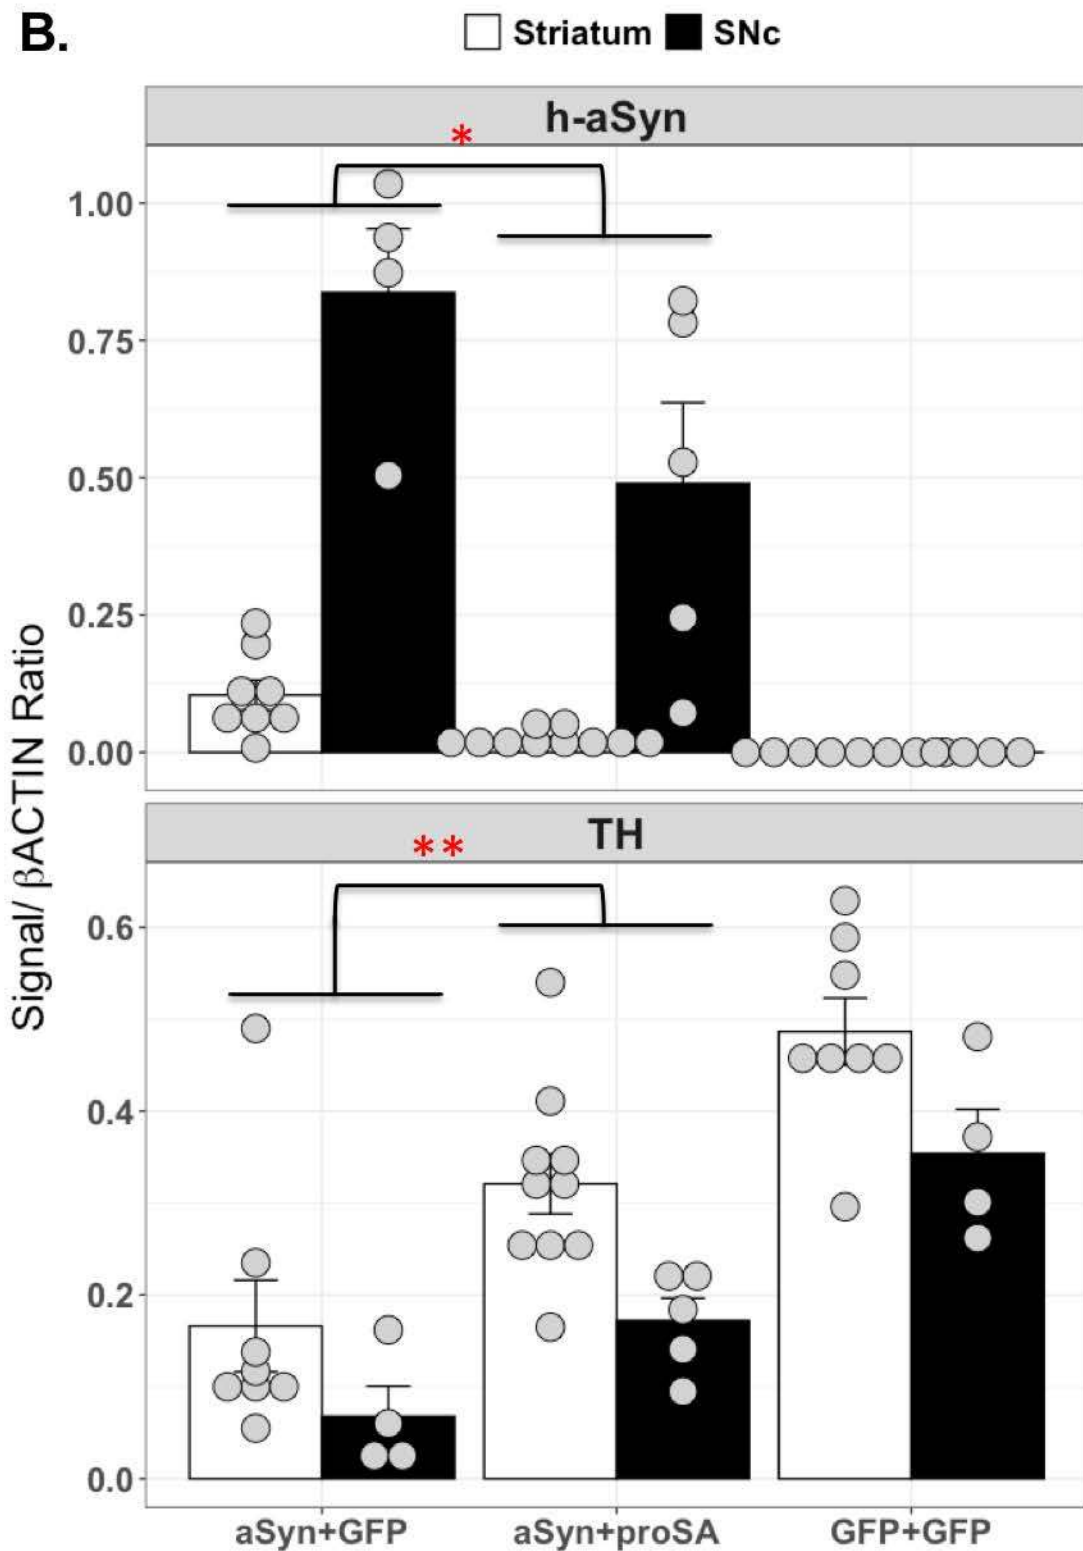 B.
Striatum SNc
h-aSyn
*
1.00
0.75
0.50
0.25
0.00
Signal/ βACTIN Ratio
TH
**
0.6
0.4
0.2
0.0
aSyn+GFP aSyn+proSA GFP+GFP